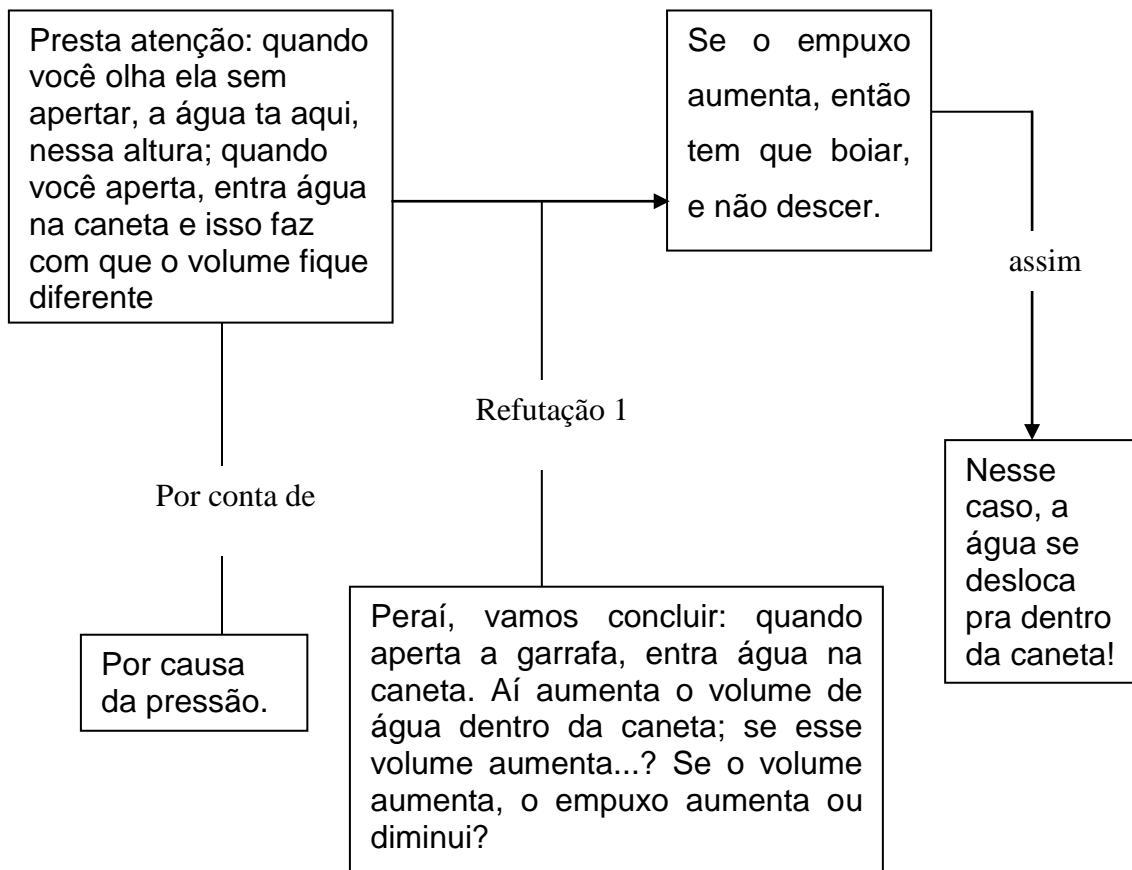 Presta atenção: quando
você olha ela sem
apertar, a água ta aqui,
nessa altura; quando
você aperta, entra água
na caneta e isso faz
com que o volume fique
diferente
Se o empuxo
aumenta, então
tem que boiar,
e não descer.
assim
Refutação 1
Por conta de
Nesse
caso, a
água se
desloca
pra dentro
da caneta!
Por causa
da pressão.
Peraí, vamos concluir: quando
aperta a garrafa, entra água na
caneta. Aí aumenta o volume de
água dentro da caneta; se esse
volume aumenta...? Se o volume
aumenta, o empuxo aumenta ou
diminui?